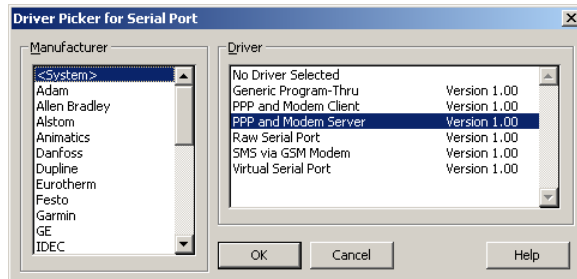 Driver Picker for Serial Port
Manufacturer
<System>
Adam
Allen Bradley
Alstom
Animatics
Danfoss
Dupline
Eurotherm
Festo
Garmin
GE
IDEC
Driver
No Driver Selected
Generic Program-Thru Version 1.00
PPP and Modem Client Version 1.00
PPP and Modem Server Version 1.00
Raw Serial Port Version 1.00
SMS via GSM Modem Version 1.00
Virtual Serial Port Version 1.00
OK Cancel Help